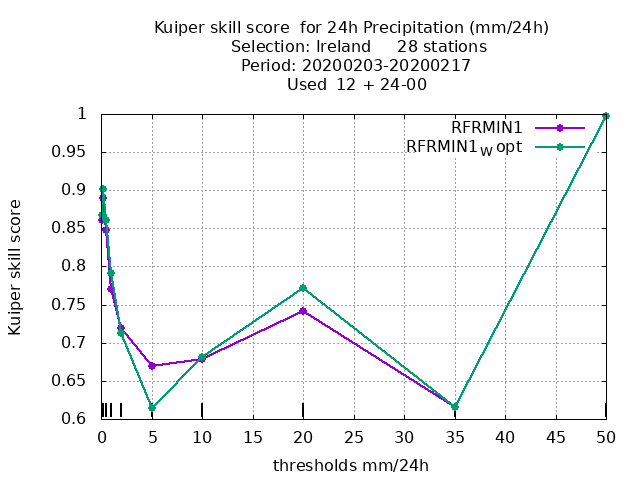 Kuiper skill score  for 24h Precipitation (mm/24h)
Selection: Ireland     28 stations
Period: 20200203-20200217
Used  12 + 24-00
RFRMIN1
RFRMIN1W opt
Kuiper skill score
1
0.95
0.9
0.85
0.8
0.75
0.7
0.65
0.6
0 5 10 15 20 25 30 35 40 45 50
thresholds mm/24h